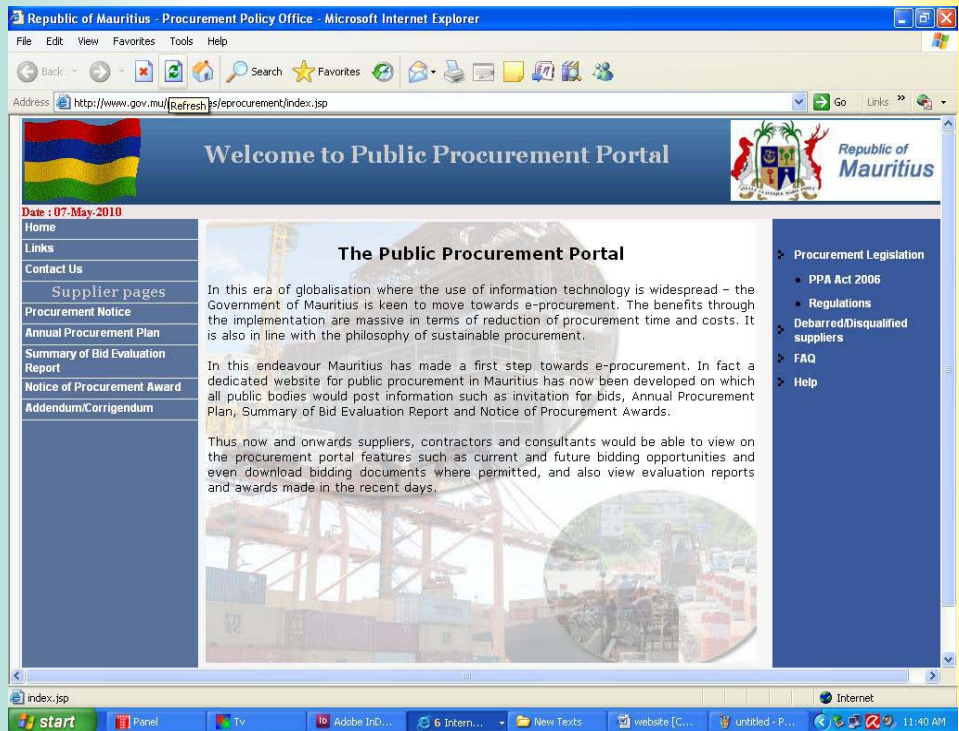 Republic of Mauritius - Procurement Policy Office - Microsoft Internet Explorer
File Edit View Favorites Tools Help
Back Search Favorites
Address http://www.gov.mu/ es/eprocurement/index.jsp Go Links »
Refresh
Welcome to Public Procurement Portal
Republic of
Mauritius
Date : 07-May-2010
Home
Links
Contact Us
Supplier pages
Procurement Notice
Annual Procurement Plan
Summary of Bid Evaluation
Report
Notice of Procurement Award
Addendum/Corrigendum
The Public Procurement Portal
In this era of globalisation where the use of information technology is widespread – the
Government of Mauritius is keen to move towards e-procurement. The benefits through
the implementation are massive in terms of reduction of procurement time and costs. It
is also in line with the philosophy of sustainable procurement.
In this endeavour Mauritius has made a first step towards e-procurement. In fact a
dedicated website for public procurement in Mauritius has now been developed on which
all public bodies would post information such as invitation for bids, Annual Procurement
Plan, Summary of Bid Evaluation Report and Notice of Procurement Awards.
Thus now and onwards suppliers, contractors and consultants would be able to view on
the procurement portal features such as current and future bidding opportunities and
even download bidding documents where permitted, and also view evaluation reports
and awards made in the recent days.
Procurement Legislation
PPA Act 2006
Regulations
Debarred/Disqualified
suppliers
FAQ
Help
index.jsp Internet
start Panel Tv Adobe InD... 6 Intern... New Texts website [C... untitled - P... 11:40 AM